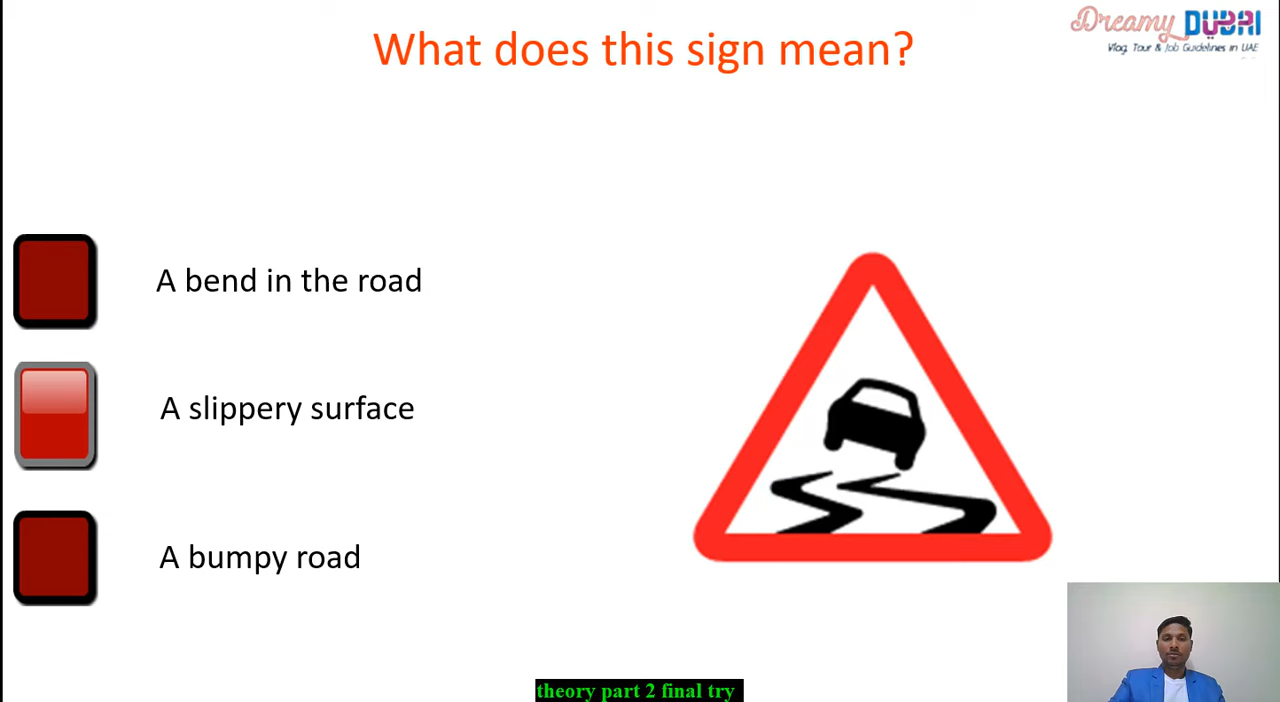 What does this sign mean?
Dreamy DUBAI
Vlog, Tour & Job Guidelines in UAE
A bend in the road
A slippery surface
A bumpy road
theory part 2 final try